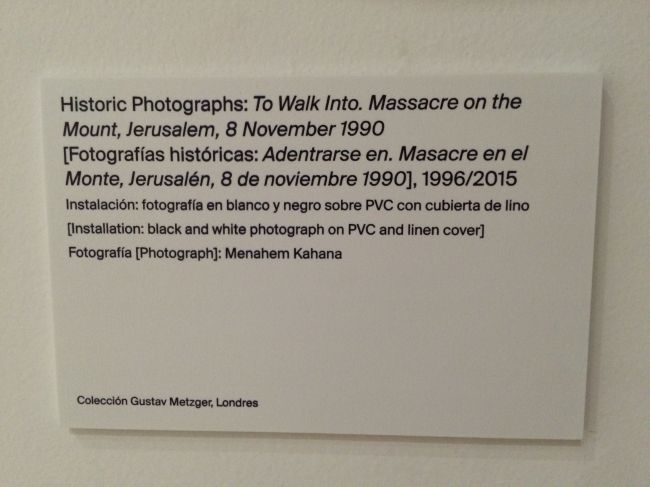 Historic Photographs: To Walk Into. Massacre on the
Mount, Jerusalem, 8 November 1990
[Fotografías históricas: Adentrarse en. Masacre en el
Monte, Jerusalén, 8 de noviembre 1990], 1996/2015
Instalación: fotografía en blanco y negro sobre PVC con cubierta de lino
[Installation: black and white photograph on PVC and linen cover]
Fotografía [Photograph]: Menahem Kahana
Colección Gustav Metzger, Londres